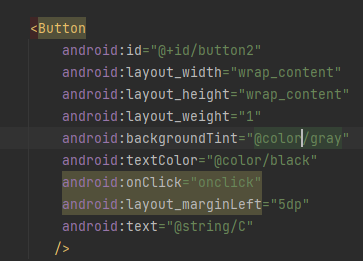 <Button
android:id="@+id/button2"
android:layout_width="wrap_content"
android:layout_height="wrap_content"
android:layout_weight="1"
android:backgroundTint="@color/gray"
android:textColor="@color/black"
android:onClick="onclick"
android:layout_marginLeft="5dp"
android:text="@string/C"
/>